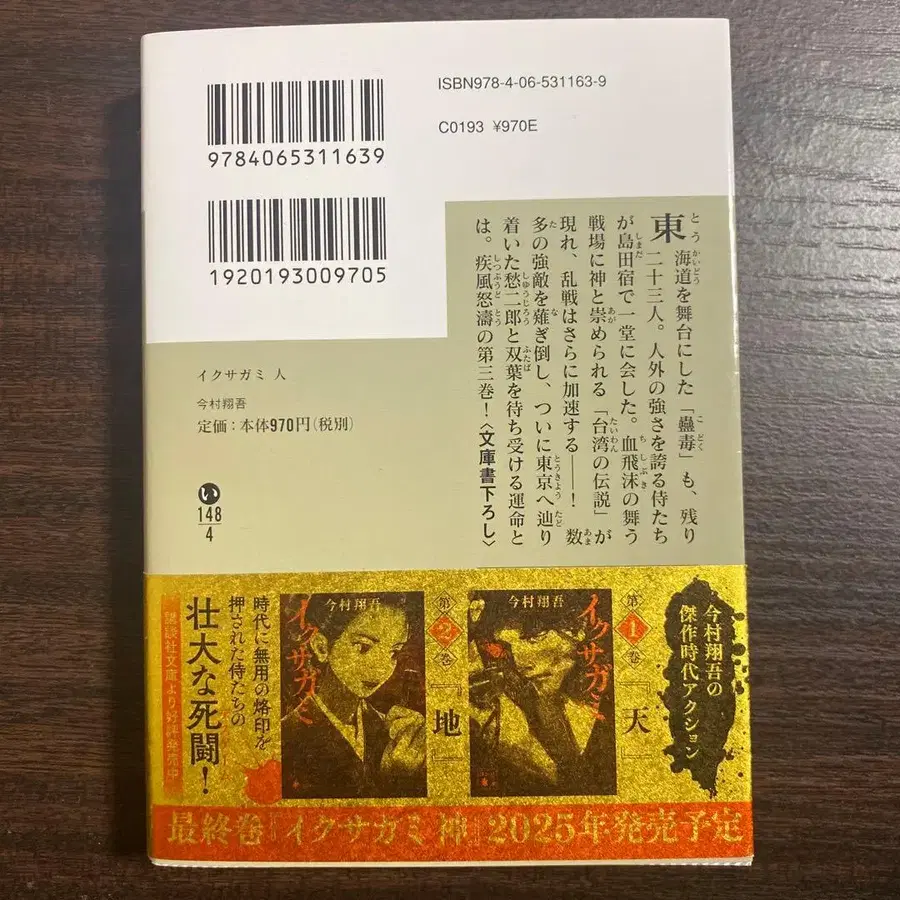 9784065311639
1920193009705
ISBN978-4-06-531163-9
C0193 ¥970E
イクサガミ 人
今村翔吾
定価:本体970円(税別)
い
148
4
東海道を舞台にした「蠱毒」も、残り
二十三人。人外の強さを誇る侍たち
が島田宿で一堂に会した。血飛沫の舞う
戦場に神と崇められる「台湾の伝説」が
現れ、乱戦はさらに加速する――! 数
多の強敵を薙ぎ倒し、ついに東京へ辿り
着いた愁二郎と双葉を待ち受ける運命と
は。疾風怒濤の第三巻!〈文庫書下ろし〉
今村翔吾の
傑作時代アクション
第1巻『天』
今村翔吾
イクサガミ
第2巻『地』
今村翔吾
イクサガミ
時代に無用の烙印を
押された侍たちの
壮大な死闘!
講談社文庫より好評発売中
最終巻『イクサガミ 神』2025年発売予定